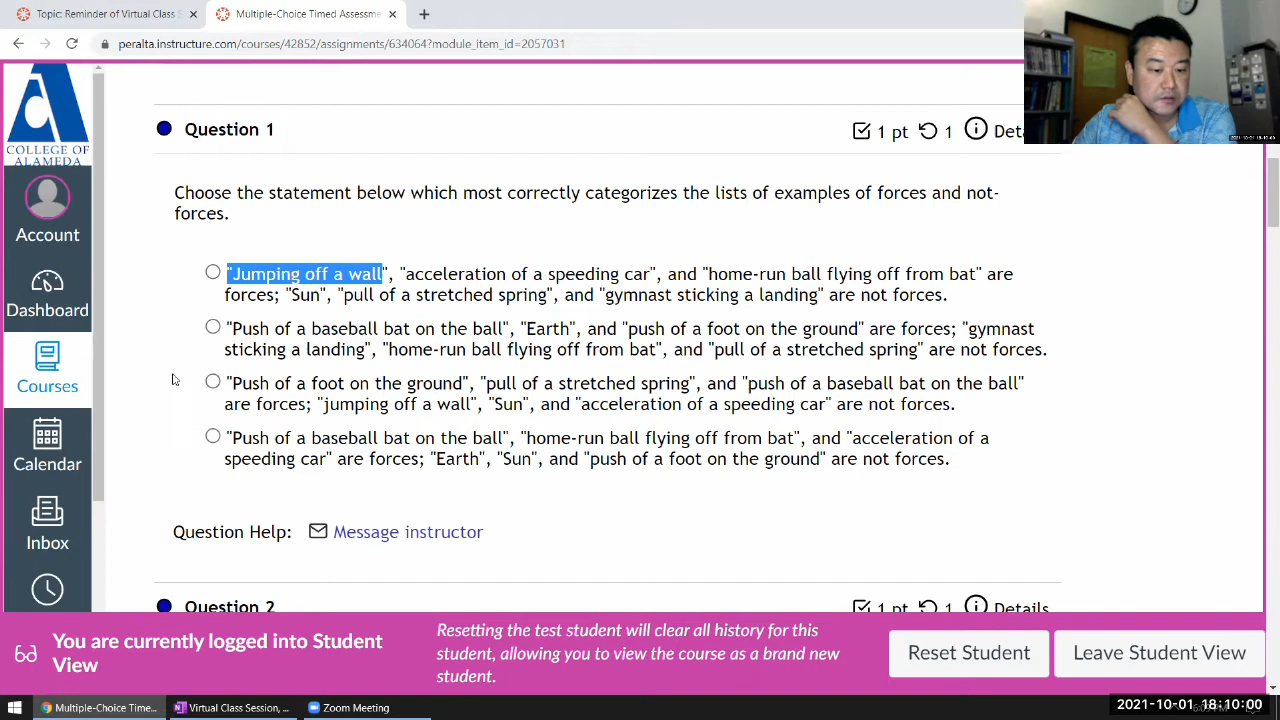 Topic: Reminder of Virtual Class S
Multiple-Choice Timed Assessme
peralta.instructure.com/courses/42852/assignments/634064?module_item_id=2057031
COLLEGE OF
ALAMEDA
Account
Dashboard
Courses
Calendar
Inbox
Question 1
1 pt
1
Deta
Choose the statement below which most correctly categorizes the lists of examples of forces and not-
forces.
"Jumping off a wall", "acceleration of a speeding car", and "home-run ball flying off from bat" are
forces; "Sun", "pull of a stretched spring", and "gymnast sticking a landing" are not forces.
"Push of a baseball bat on the ball", "Earth", and "push of a foot on the ground" are forces; "gymnast
sticking a landing", "home-run ball flying off from bat", and "pull of a stretched spring" are not forces.
"Push of a foot on the ground", "pull of a stretched spring", and "push of a baseball bat on the ball"
are forces; "jumping off a wall", "Sun", and "acceleration of a speeding car" are not forces.
"Push of a baseball bat on the ball", "home-run ball flying off from bat", and "acceleration of a
speeding car" are forces; "Earth", "Sun", and "push of a foot on the ground" are not forces.
Question Help:
Message instructor
Question 2
1 pt
1
Details
You are currently logged into Student
View
Resetting the test student will clear all history for this
student, allowing you to view the course as a brand new
student.
Reset Student
Leave Student View
Multiple-Choice Time...
Virtual Class Session, ...
Zoom Meeting
2021-10-01 18:10:00